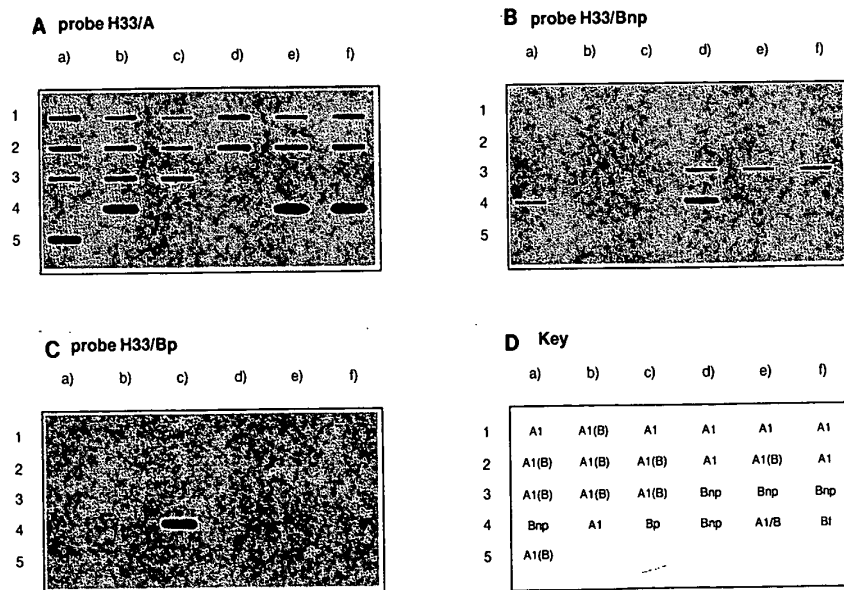 A probe H33/A
a) b) c) d) e) f)
1
2
3
4
5
B probe H33/Bnp
a) b) c) d) e) f)
1
2
3
4
5
C probe H33/Bp
a) b) c) d) e) f)
1
2
3
4
5
D Key
a) b) c) d) e) f)
1 A1 A1(B) A1 A1 A1 A1
2 A1(B) A1(B) A1(B) A1 A1(B) A1
3 A1(B) A1(B) A1(B) Bnp Bnp Bnp
4 Bnp A1 Bp Bnp A1/B Bf
5 A1(B)